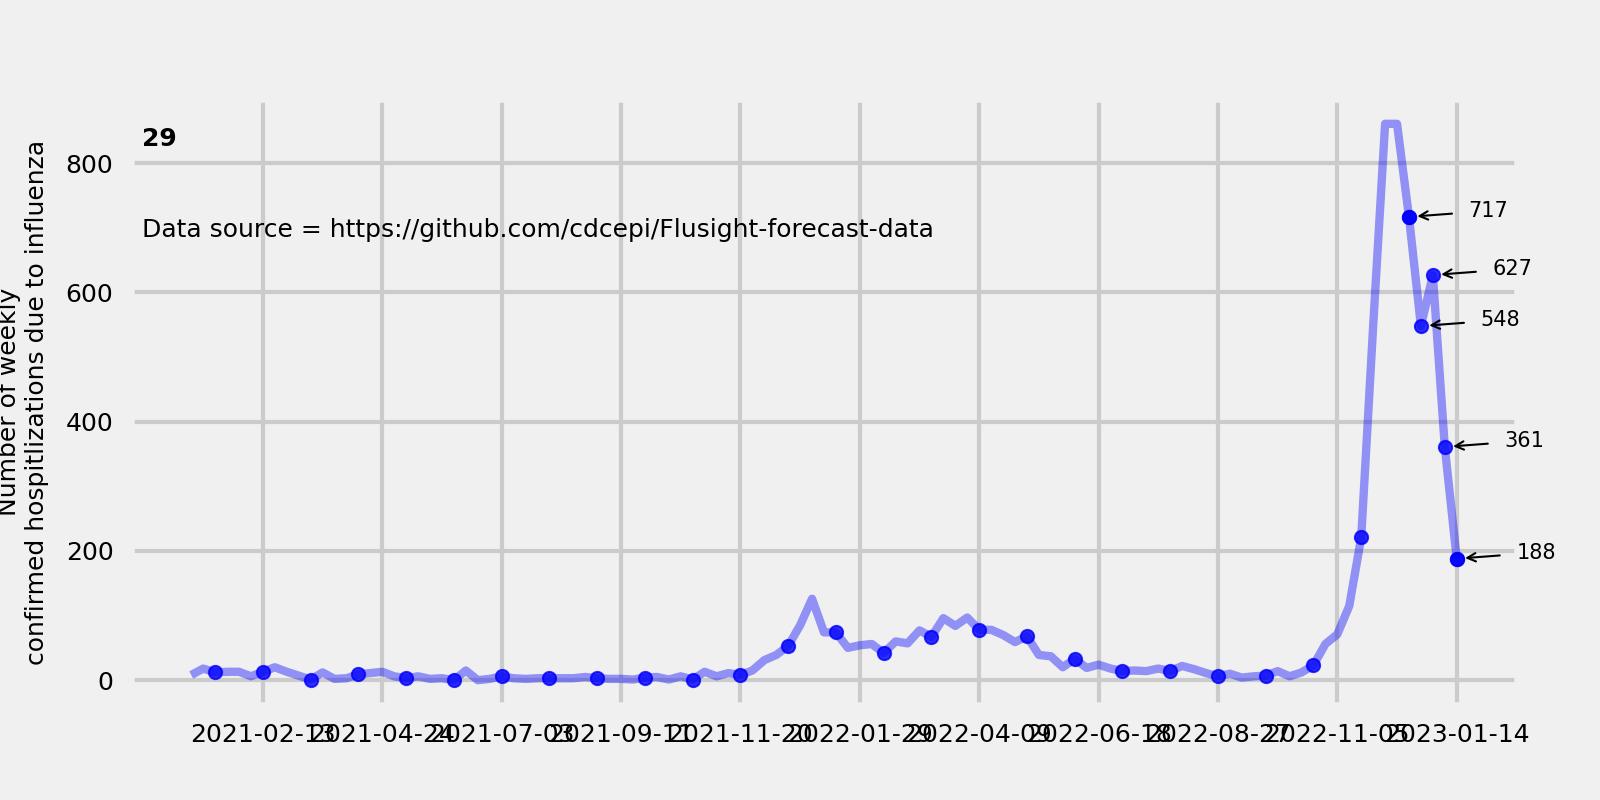 29
800
Data source = https://github.com/cdcepi/Flusight-forecast-data
717
627
600
548
400
361
200
188
0
Number of weekly
confirmed hospitlizations due to influenza
2021-02-13 2021-04-24 2021-07-03 2021-09-11 2021-11-20 2022-01-29 2022-04-09 2022-06-18 2022-08-27 2022-11-05 2023-01-14